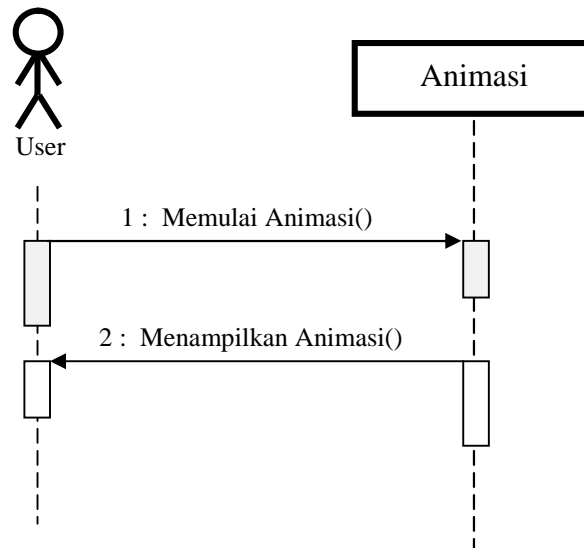 Animasi
User
1 :  Memulai Animasi()
2 :  Menampilkan Animasi()